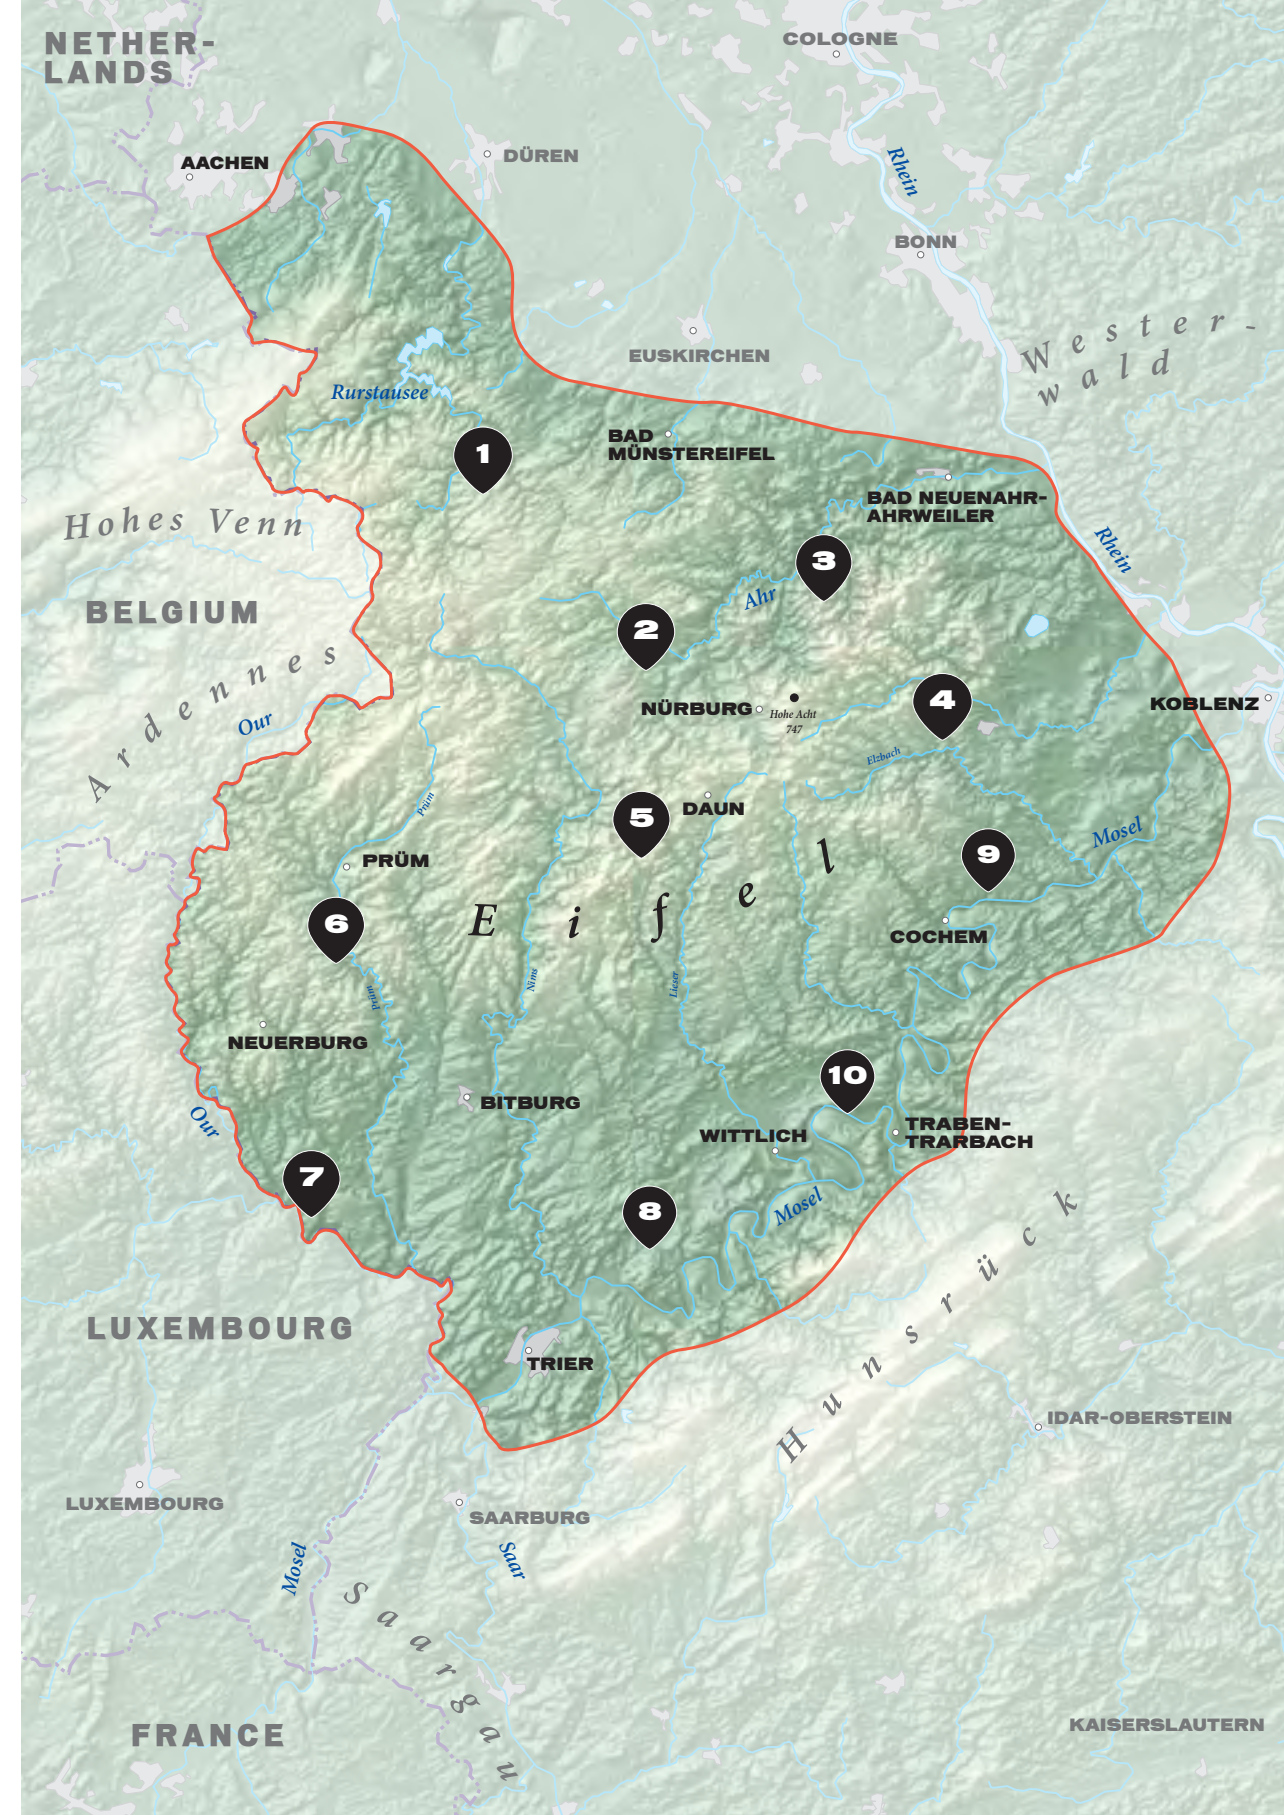 NETHER-
LANDS
COLOGNE
AACHEN
DÜREN
Rhein
BONN
Wester-
wald
EUSKIRCHEN
Rurstausee
BAD
MÜNSTEREIFEL
1
BAD NEUENAHR-
AHRWEILER
Hohes Venn
Rhein
3
Ahr
BELGIUM
2
Ardennes
Our
NÜRBURG
Hohe Acht
747
4
KOBLENZ
Elzbach
Prüm
5
DAUN
Mosel
PRÜM
9
Eifel
6
COCHEM
Nims
Lieser
Prüm
NEUERBURG
10
BITBURG
Our
TRABEN-
TRARBACH
WITTLICH
7
Mosel
8
Hunsrück
LUXEMBOURG
TRIER
IDAR-OBERSTEIN
LUXEMBOURG
SAARBURG
Mosel
Saar
Saargau
FRANCE
KAISERSLAUTERN